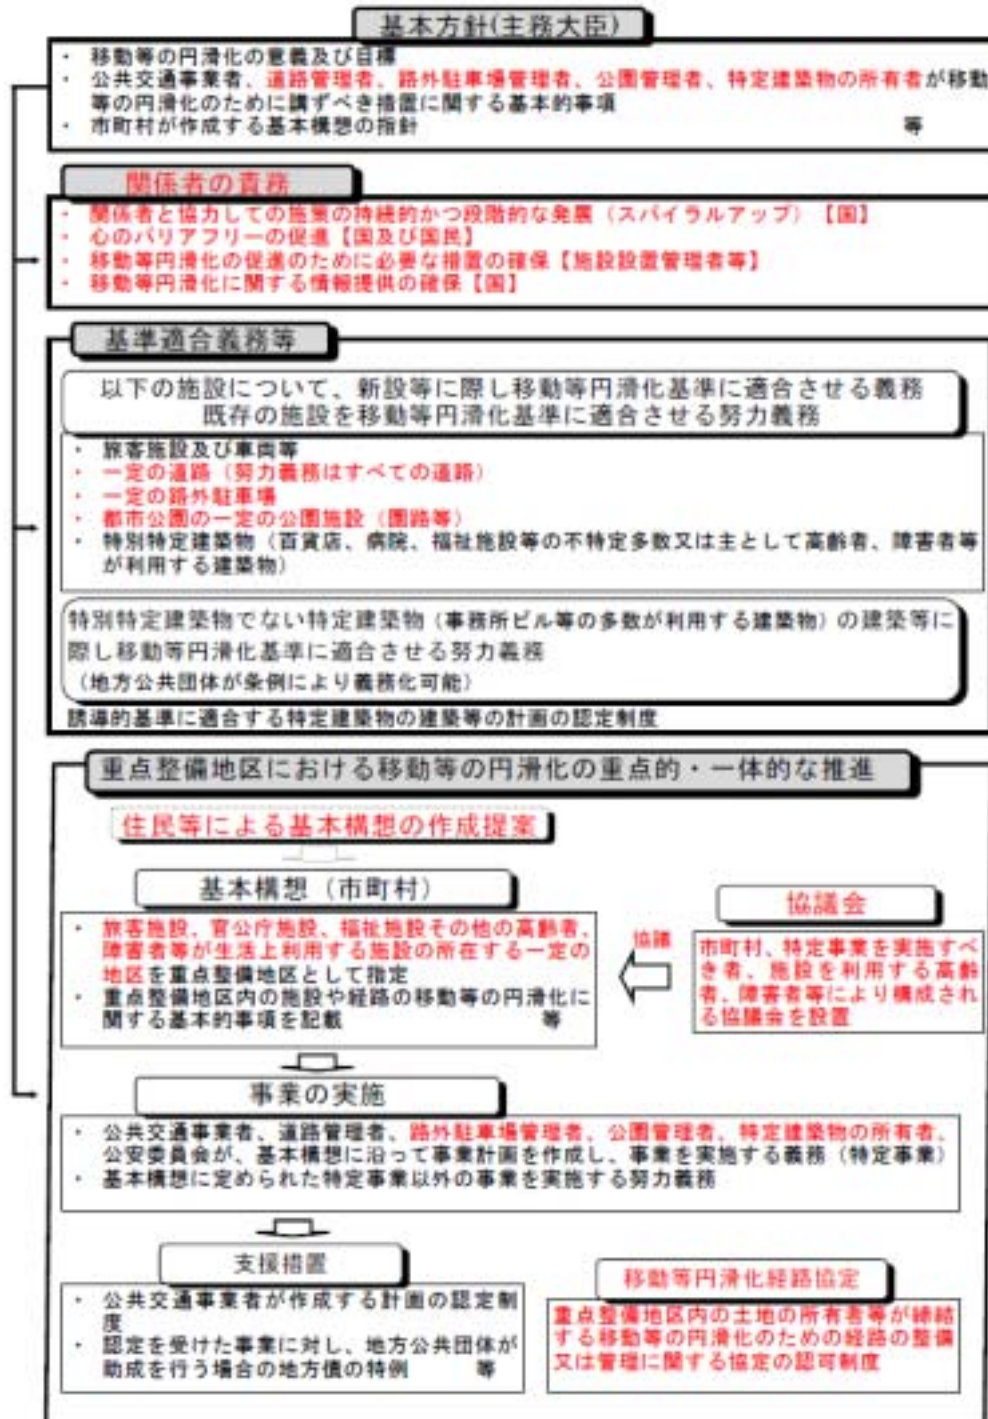 基本方針(主務大臣)
・ 移動等の円滑化の意義及び目標
・ 公共交通事業者、道路管理者、路外駐車場管理者、公園管理者、特定建築物の所有者が移動
等の円滑化のために講ずべき措置に関する基本的事項
・ 市町村が作成する基本構想の指針 等
関係者の責務
・ 関係者と協力しての施策の持続的かつ段階的な発展（スパイラルアップ）【国】
・ 心のバリアフリーの促進【国及び国民】
・ 移動等円滑化の促進のために必要な措置の確保【施設設置管理者等】
・ 移動等円滑化に関する情報提供の確保【国】
基準適合義務等
以下の施設について、新設等に際し移動等円滑化基準に適合させる義務
既存の施設を移動等円滑化基準に適合させる努力義務
・ 旅客施設及び車両等
・ 一定の道路（努力義務はすべての道路）
・ 一定の路外駐車場
・ 都市公園の一定の公園施設（園路等）
・ 特別特定建築物（百貨店、病院、福祉施設等の不特定多数又は主として高齢者、障害者等
が利用する建築物）
特別特定建築物でない特定建築物（事務所ビル等の多数が利用する建築物）の建築等に
際し移動等円滑化基準に適合させる努力義務
（地方公共団体が条例により義務化可能）
誘導的基準に適合する特定建築物の建築等の計画の認定制度
重点整備地区における移動等の円滑化の重点的・一体的な推進
住民等による基本構想の作成提案
基本構想（市町村）
・ 旅客施設、官公庁施設、福祉施設その他の高齢者、
障害者等が生活上利用する施設の所在する一定の
地区を重点整備地区として指定
・ 重点整備地区内の施設や経路の移動等の円滑化に
関する基本的事項を記載 等
協議
協議会
市町村、特定事業を実施すべ
き者、施設を利用する高齢
者、障害者等により構成され
る協議会を設置
事業の実施
・ 公共交通事業者、道路管理者、路外駐車場管理者、公園管理者、特定建築物の所有者、
公安委員会が、基本構想に沿って事業計画を作成し、事業を実施する義務（特定事業）
・ 基本構想に定められた特定事業以外の事業を実施する努力義務
支援措置
・ 公共交通事業者が作成する計画の認定制
度
・ 認定を受けた事業に対し、地方公共団体が
助成を行う場合の地方債の特例 等
移動等円滑化経路協定
重点整備地区内の土地の所有者等が締結
する移動等の円滑化のための経路の整備
又は管理に関する協定の認可制度